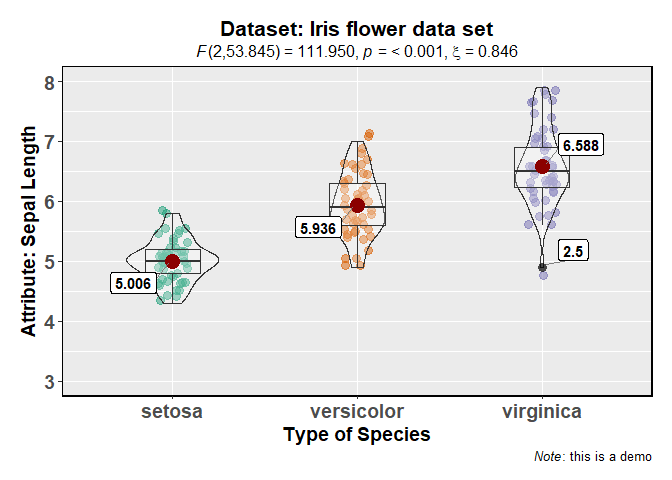 Dataset: Iris flower data set
F(2,53.845) = 111.950, p = < 0.001, ξ = 0.846
Attribute: Sepal Length
8
7
6
5
4
3
6.588
5.936
2.5
5.006
setosa
versicolor
virginica
Type of Species
Note: this is a demo